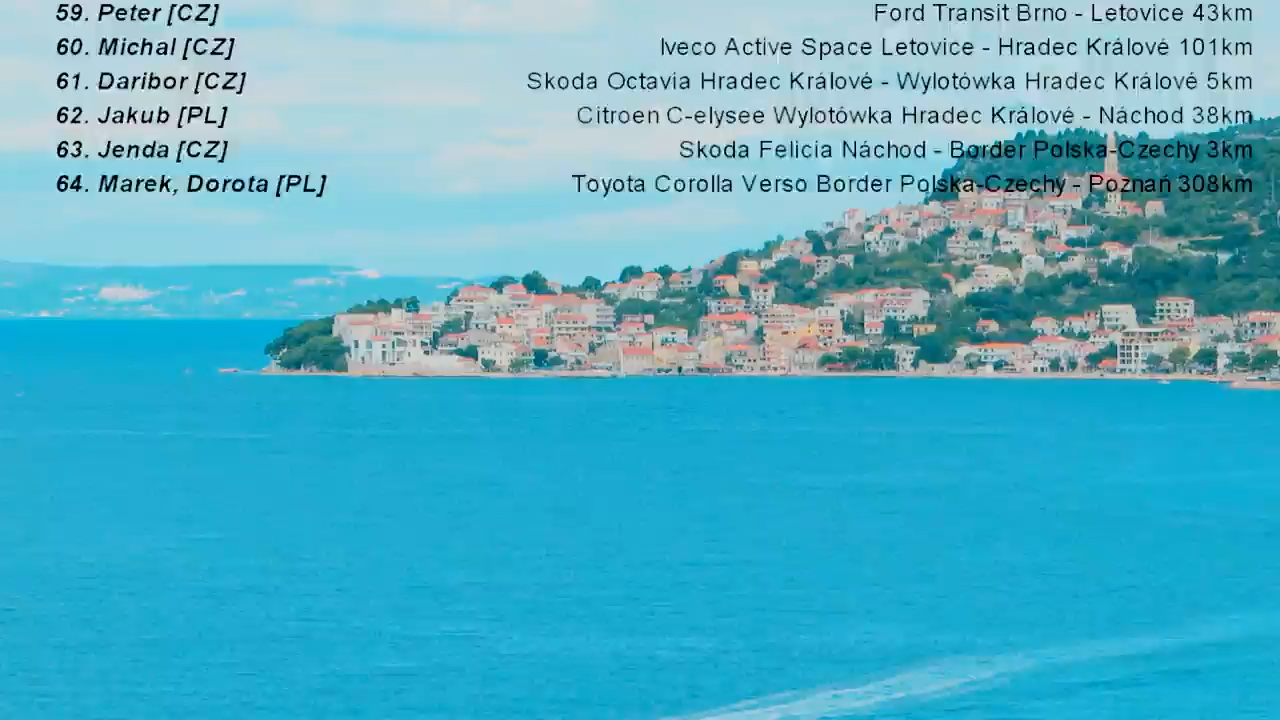 59. Peter [CZ] Ford Transit Brno - Letovice 43km
60. Michal [CZ] Iveco Active Space Letovice - Hradec Králové 101km
61. Daribor [CZ] Skoda Octavia Hradec Králové - Wylotówka Hradec Králové 5km
62. Jakub [PL] Citroen C-elysee Wylotówka Hradec Králové - Náchod 38km
63. Jenda [CZ] Skoda Felicia Náchod - Border Polska-Czechy 3km
64. Marek, Dorota [PL] Toyota Corolla Verso Border Polska-Czechy - Poznań 308km